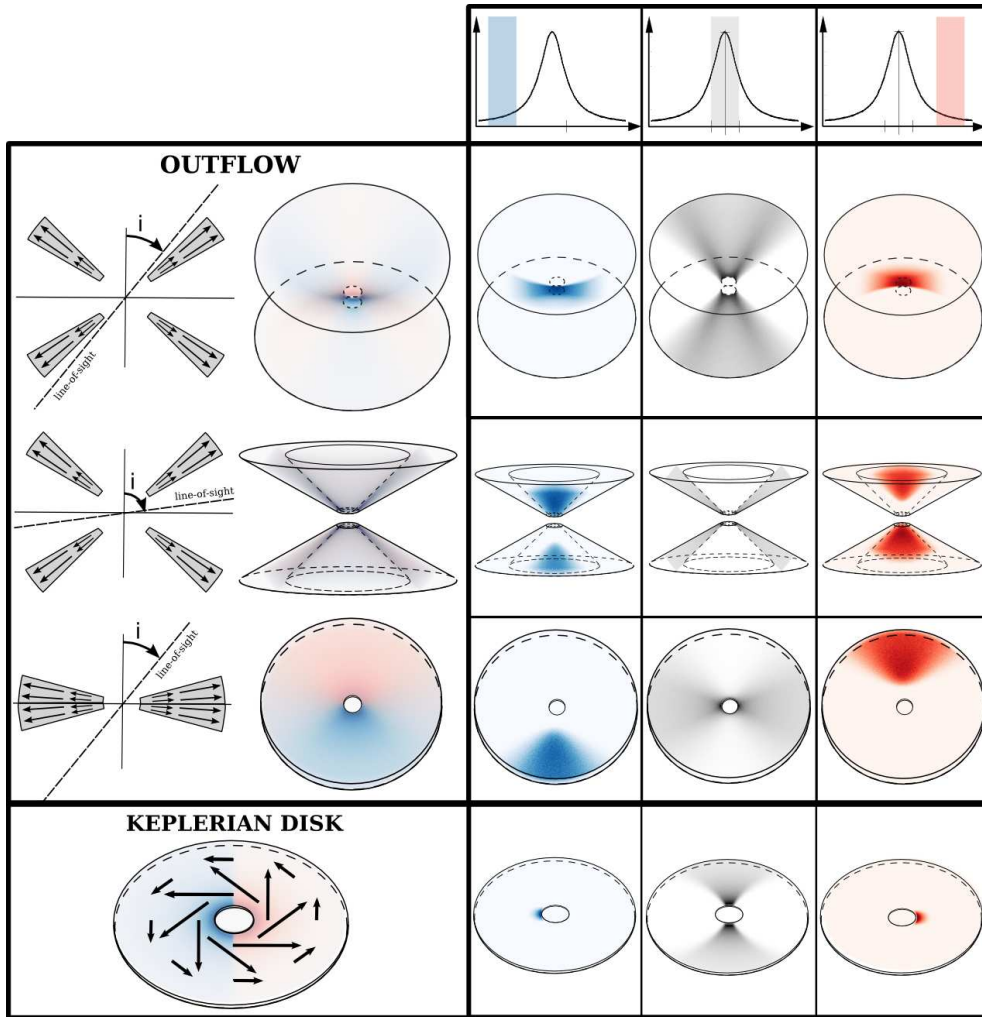 OUTFLOW
i
line-of-sight
i
line-of-sight
i
line-of-sight
KEPLERIAN DISK